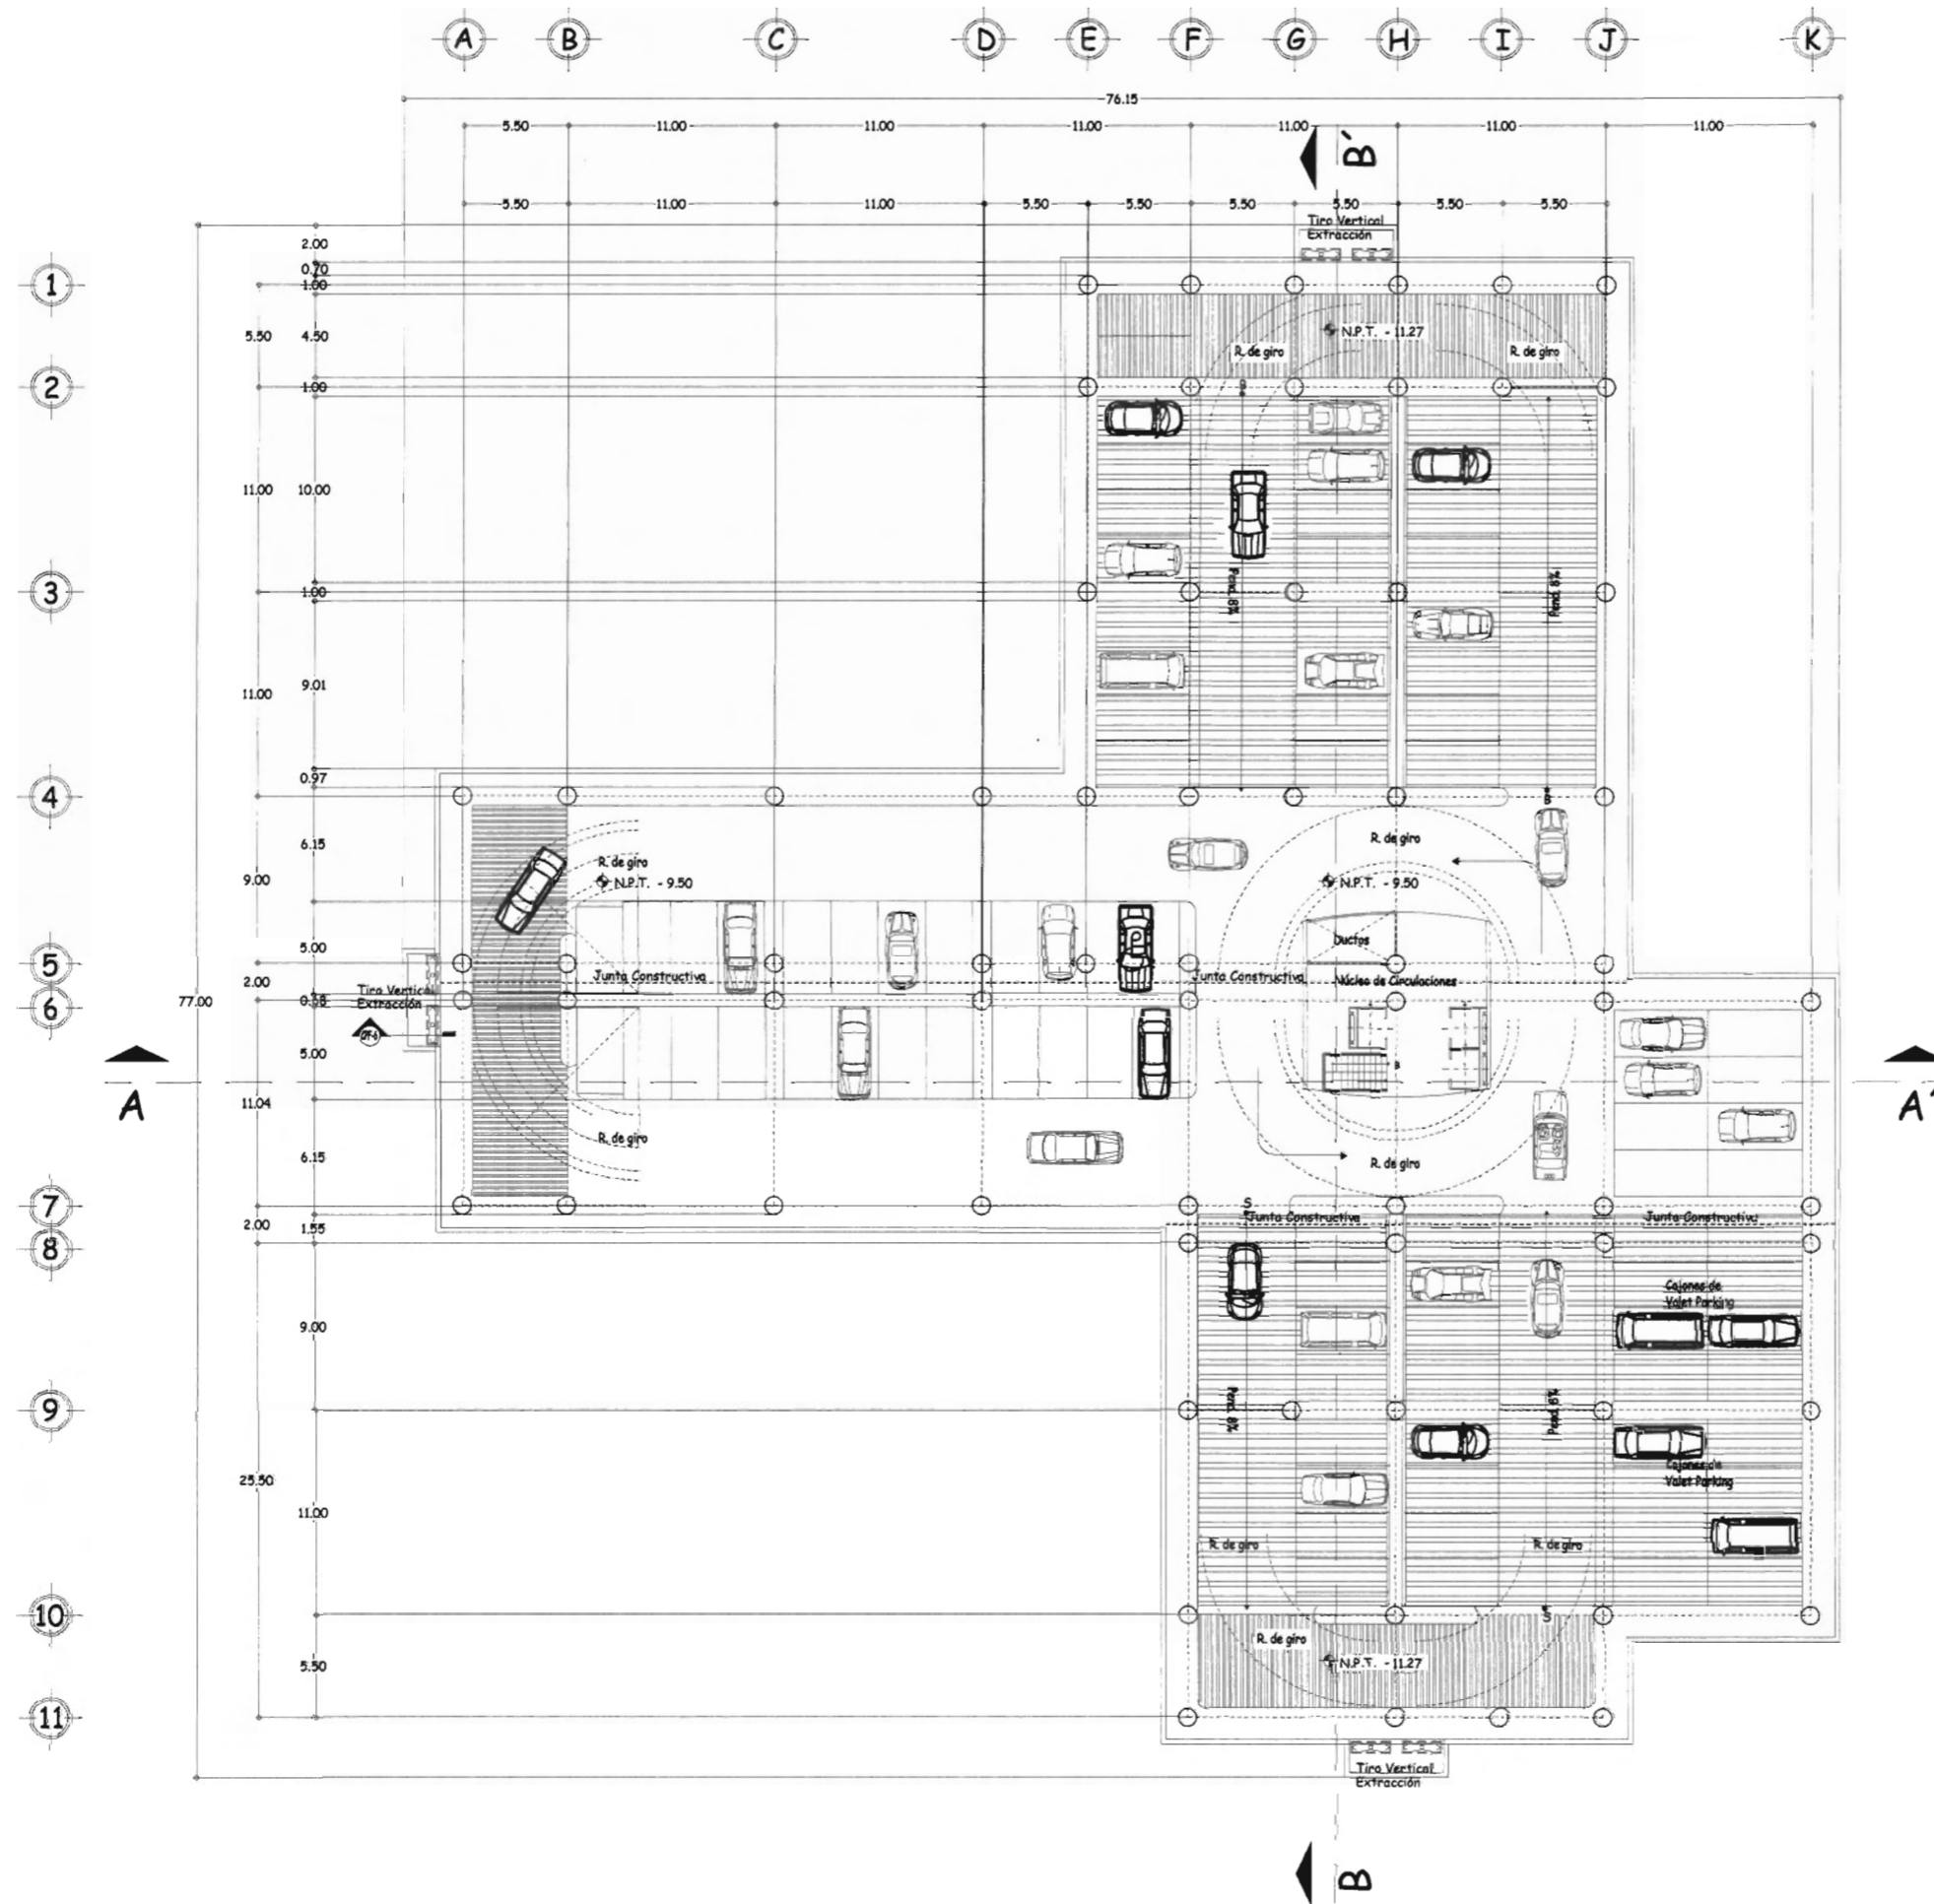 A B C D E F G H I J K
76.15
5.50 11.00 11.00 11.00 11.00 11.00 11.00
B´
5.50 11.00 11.00 5.50 5.50 5.50 5.50 5.50 5.50
Tiro Vertical
Extracción
2.00
0.70
1
1.00
5.50 4.50
N.P.T. - 11.27
R. de giro R. de giro
2
1.00
B
11.00 10.00
3
1.00
Pend. 8% Pend. 8%
11.00 9.01
0.97
4
B
6.15
R. de giro
R. de giro
9.00
N.P.T. - 9.50 N.P.T. - 9.50
Ductos
5.00
5
Junta Constructiva Junta Constructiva Núcleo de Circulaciones
2.00
Tiro Vertical
Extracción
77.00
0.58
6
5.00
B
A A´
11.04
R. de giro
6.15
R. de giro
7
S
Junta Constructiva Junta Constructiva
2.00 1.55
8
Cajones de
Valet Parking
9.00
9
Pend. 8% Pend. 6%
Cajones de
Valet Parking
25.50
11.00
R. de giro R. de giro
10
S
R. de giro
5.50
N.P.T. - 11.27
11
Tiro Vertical
Extracción
B